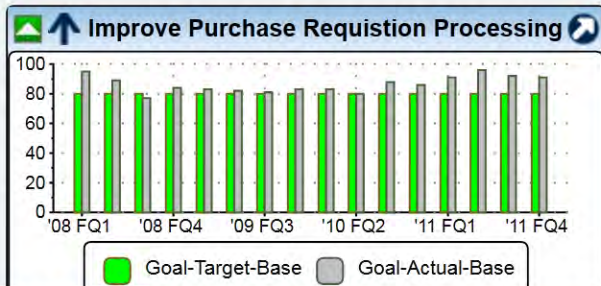 Improve Purchase Requistion Processing
100
80
60
40
20
0
'08 FQ1 '08 FQ4 '09 FQ3 '10 FQ2 '11 FQ1 '11 FQ4
Goal-Target-Base Goal-Actual-Base